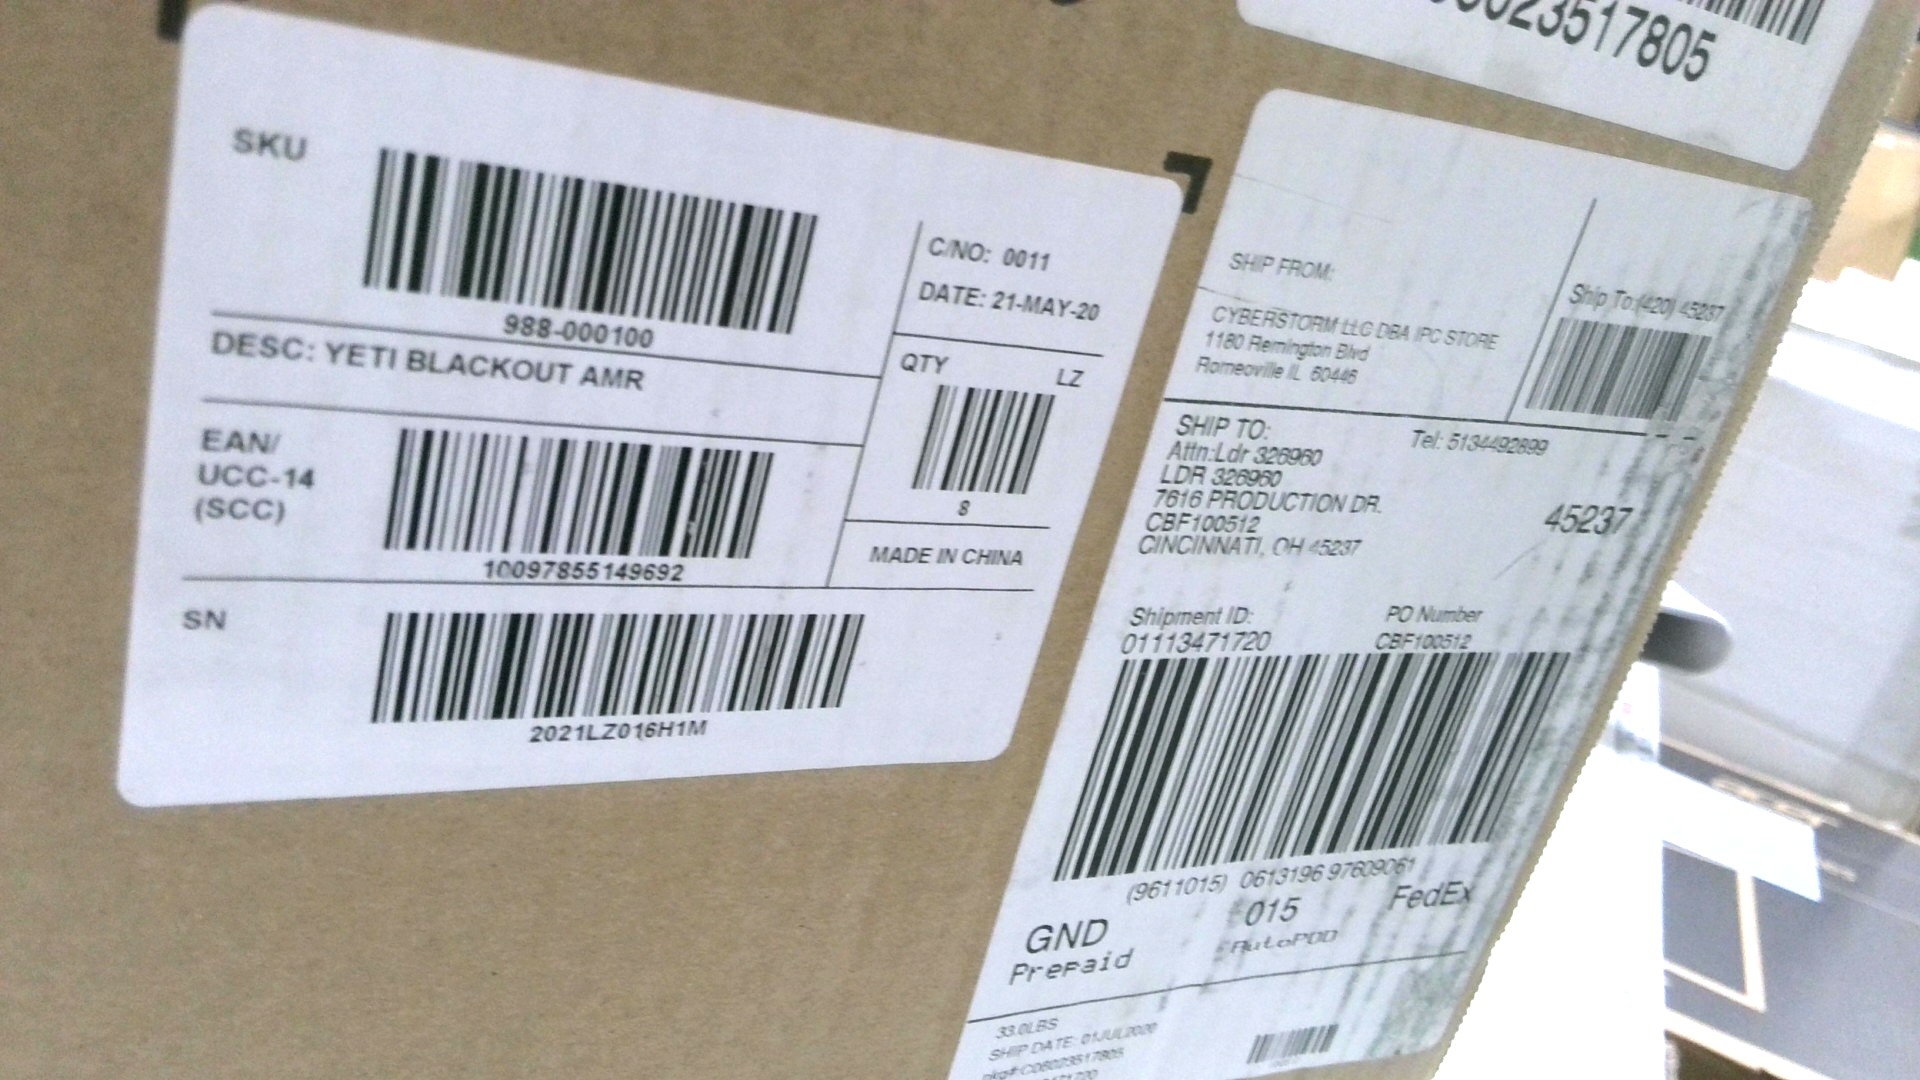 SKU
988-000100
DESC: YETI BLACKOUT AMR
EAN/
UCC-14
(SCC)
10097855149692
SN
2021LZ016H1M
C/NO: 0011
DATE: 21-MAY-20
QTY LZ
8
MADE IN CHINA
23517805
SHIP FROM:
CYBERSTORM LLC DBA IPC STORE
1180 Remington Blvd
Romeoville IL 60446
Ship To:(420) 45237
SHIP TO:
Tel: 5134492899
Attn:Ldr 326960
LDR 326960
7616 PRODUCTION DR.
CBF100512
CINCINNATI, OH 45237
45237
Shipment ID: PO Number
01113471720 CBF100512
(9611015) 0613196 97609061
GND 015 FedEx
Prepaid AutoPOD
33.0LBS
SHIP DATE: 01JUL2020
pkg#:CD6023517805